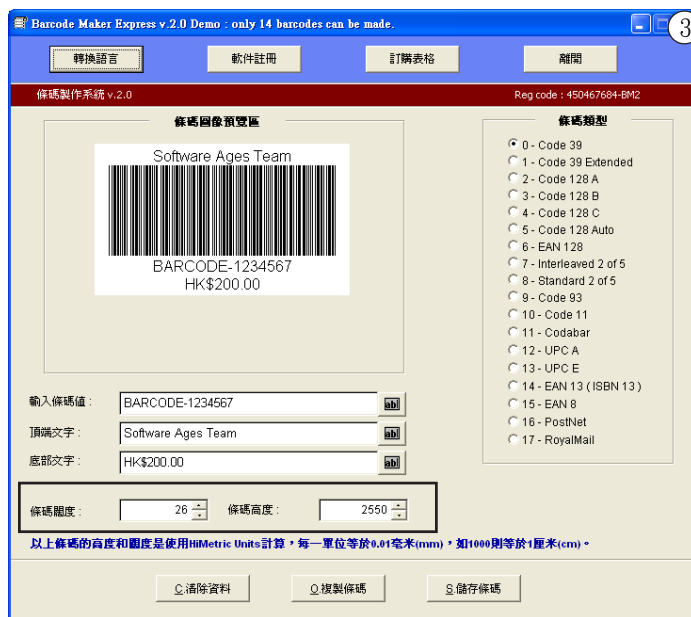 Barcode Maker Express v.2.0 Demo : only 14 barcodes can be made.
③
轉換語言 軟件註冊 訂購表格 離開
條碼製作系統 v.2.0 Reg code : 450467684-BM2
條碼圖像預覽區
Software Ages Team
BARCODE-1234567
HK$200.00
條碼類型
0 - Code 39
1 - Code 39 Extended
2 - Code 128 A
3 - Code 128 B
4 - Code 128 C
5 - Code 128 Auto
6 - EAN 128
7 - Interleaved 2 of 5
8 - Standard 2 of 5
9 - Code 93
10 - Code 11
11 - Codabar
12 - UPC A
13 - UPC E
14 - EAN 13 ( ISBN 13 )
15 - EAN 8
16 - PostNet
17 - RoyalMail
輸入條碼值 : BARCODE-1234567 ab
頂端文字 : Software Ages Team ab
底部文字 : HK$200.00 ab
條碼闊度 : 26 條碼高度 : 2550
以上條碼的高度和闊度是使用HiMetric Units計算，每一單位等於0.01毫米(mm)，如1000則等於1厘米(cm)。
C.清除資料 O.複製條碼 S.儲存條碼